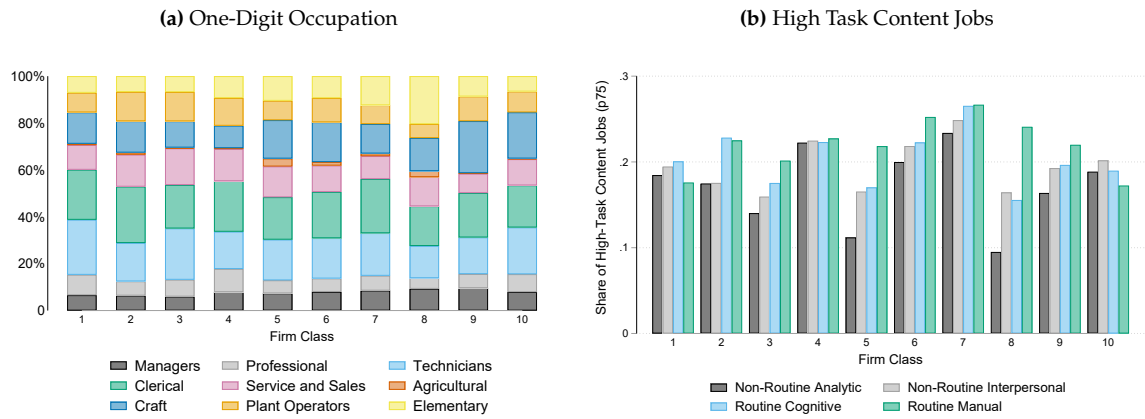 (a) One-Digit Occupation
100%
80%
60%
40%
20%
0
1 2 3 4 5 6 7 8 9 10
Firm Class
Managers Professional Technicians
Clerical Service and Sales Agricultural
Craft Plant Operators Elementary
(b) High Task Content Jobs
Share of High-Task Content Jobs (p75)
.3
.2
.1
0
1 2 3 4 5 6 7 8 9 10
Firm Class
Non-Routine Analytic Non-Routine Interpersonal
Routine Cognitive Routine Manual